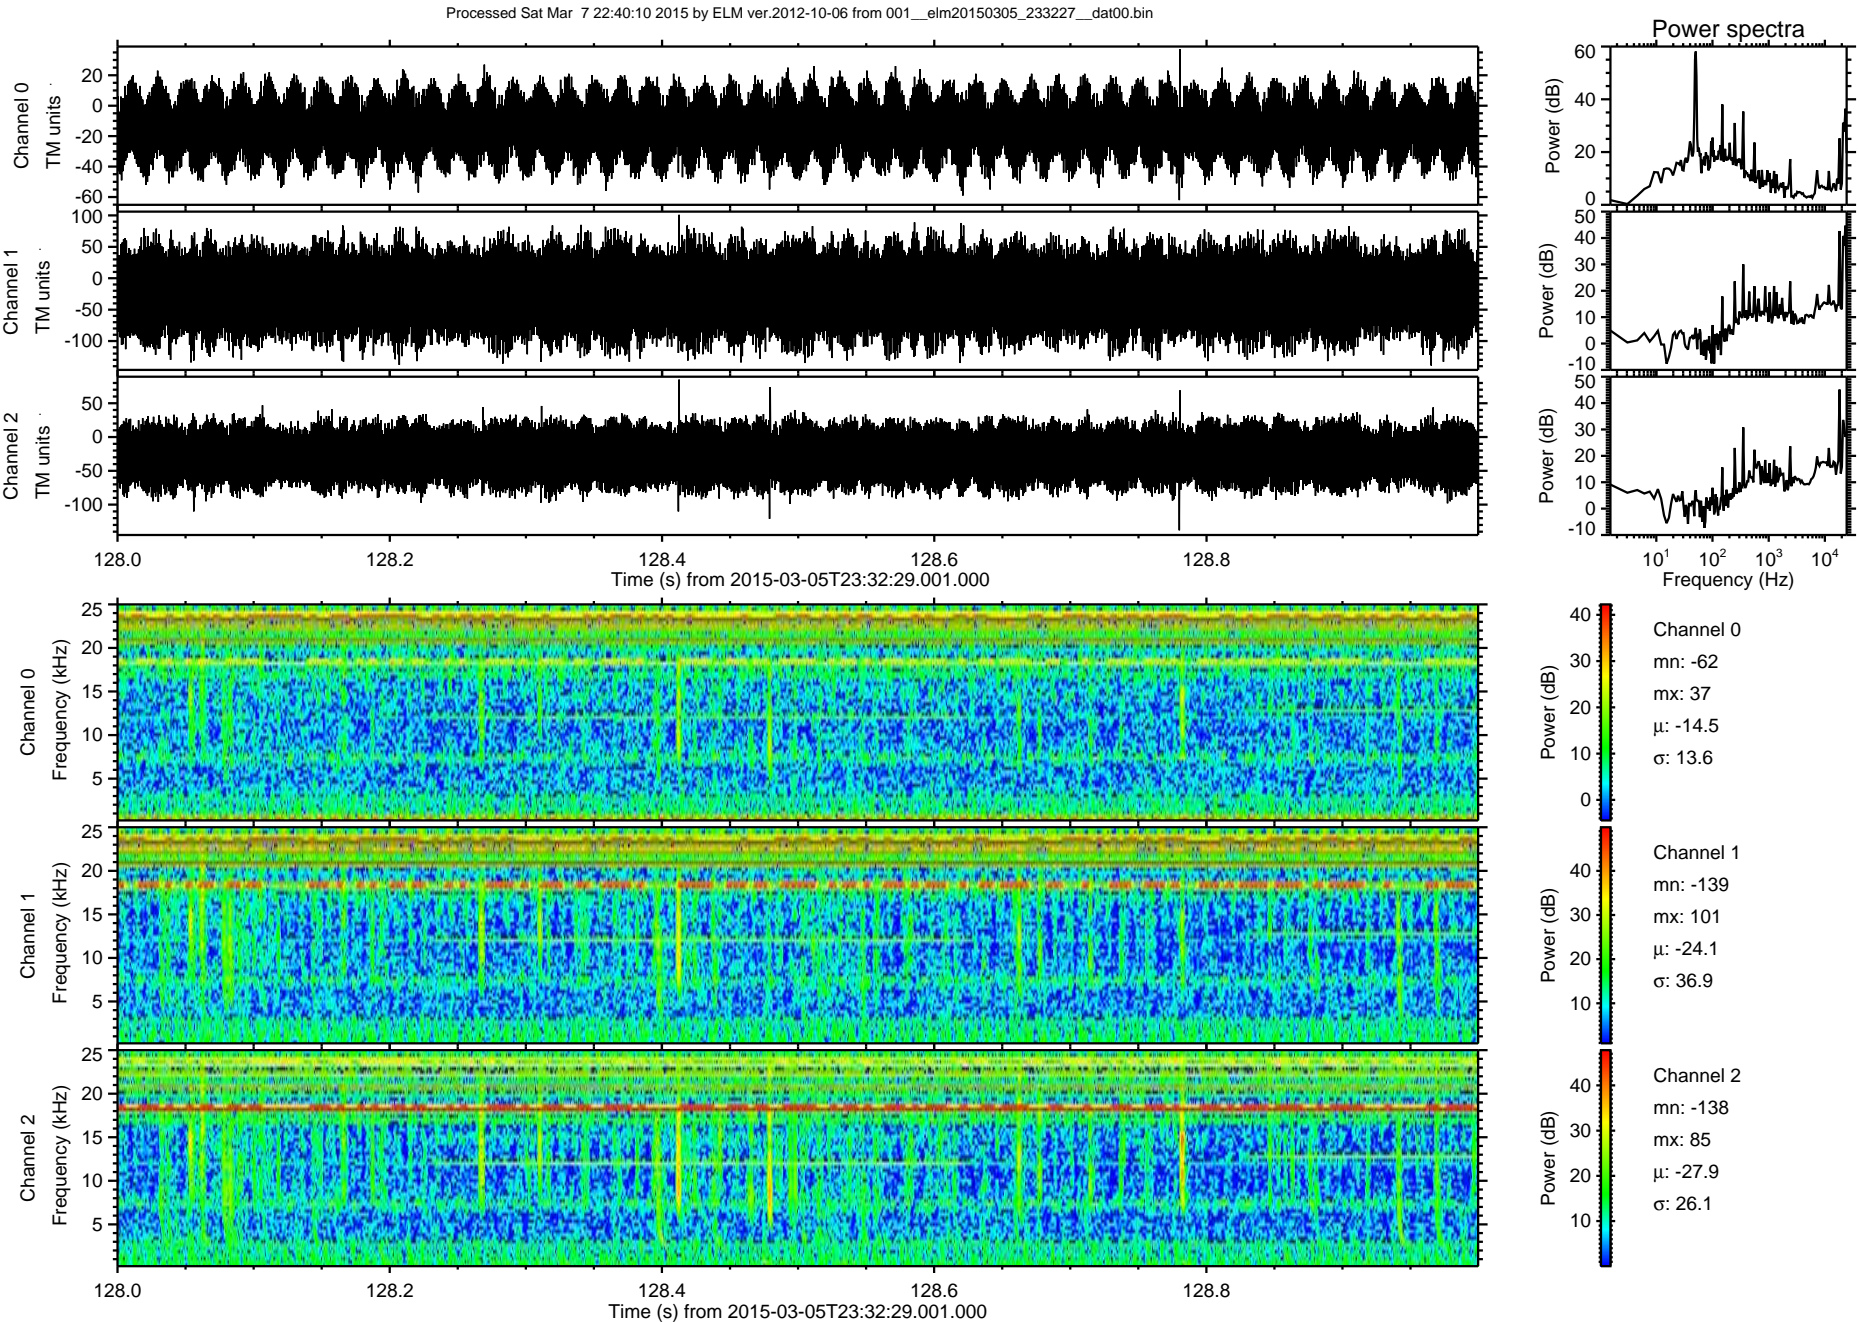 Processed Sat Mar  7 22:40:10 2015 by ELM ver.2012-10-06 from 001__elm20150305_233227__dat00.bin
Power spectra
Channel 0
TM units
20
0
-20
-40
-60
Power (dB)
60
40
20
0
Channel 1
TM units
100
50
0
-50
-100
Power (dB)
50
40
30
20
10
0
-10
Channel 2
TM units
50
0
-50
-100
Power (dB)
50
40
30
20
10
0
-10
128.0
128.2
128.4
128.6
128.8
Time (s) from 2015-03-05T23:32:29.001.000
10¹
10²
10³
10⁴
Frequency (Hz)
Channel 0
Frequency (kHz)
25
20
15
10
5
Power (dB)
40
30
20
10
0
Channel 0
mn: -62
mx: 37
µ: -14.5
σ: 13.6
Channel 1
Frequency (kHz)
25
20
15
10
5
Power (dB)
40
30
20
10
Channel 1
mn: -139
mx: 101
µ: -24.1
σ: 36.9
Channel 2
Frequency (kHz)
25
20
15
10
5
Power (dB)
40
30
20
10
Channel 2
mn: -138
mx: 85
µ: -27.9
σ: 26.1
128.0
128.2
128.4
128.6
128.8
Time (s) from 2015-03-05T23:32:29.001.000